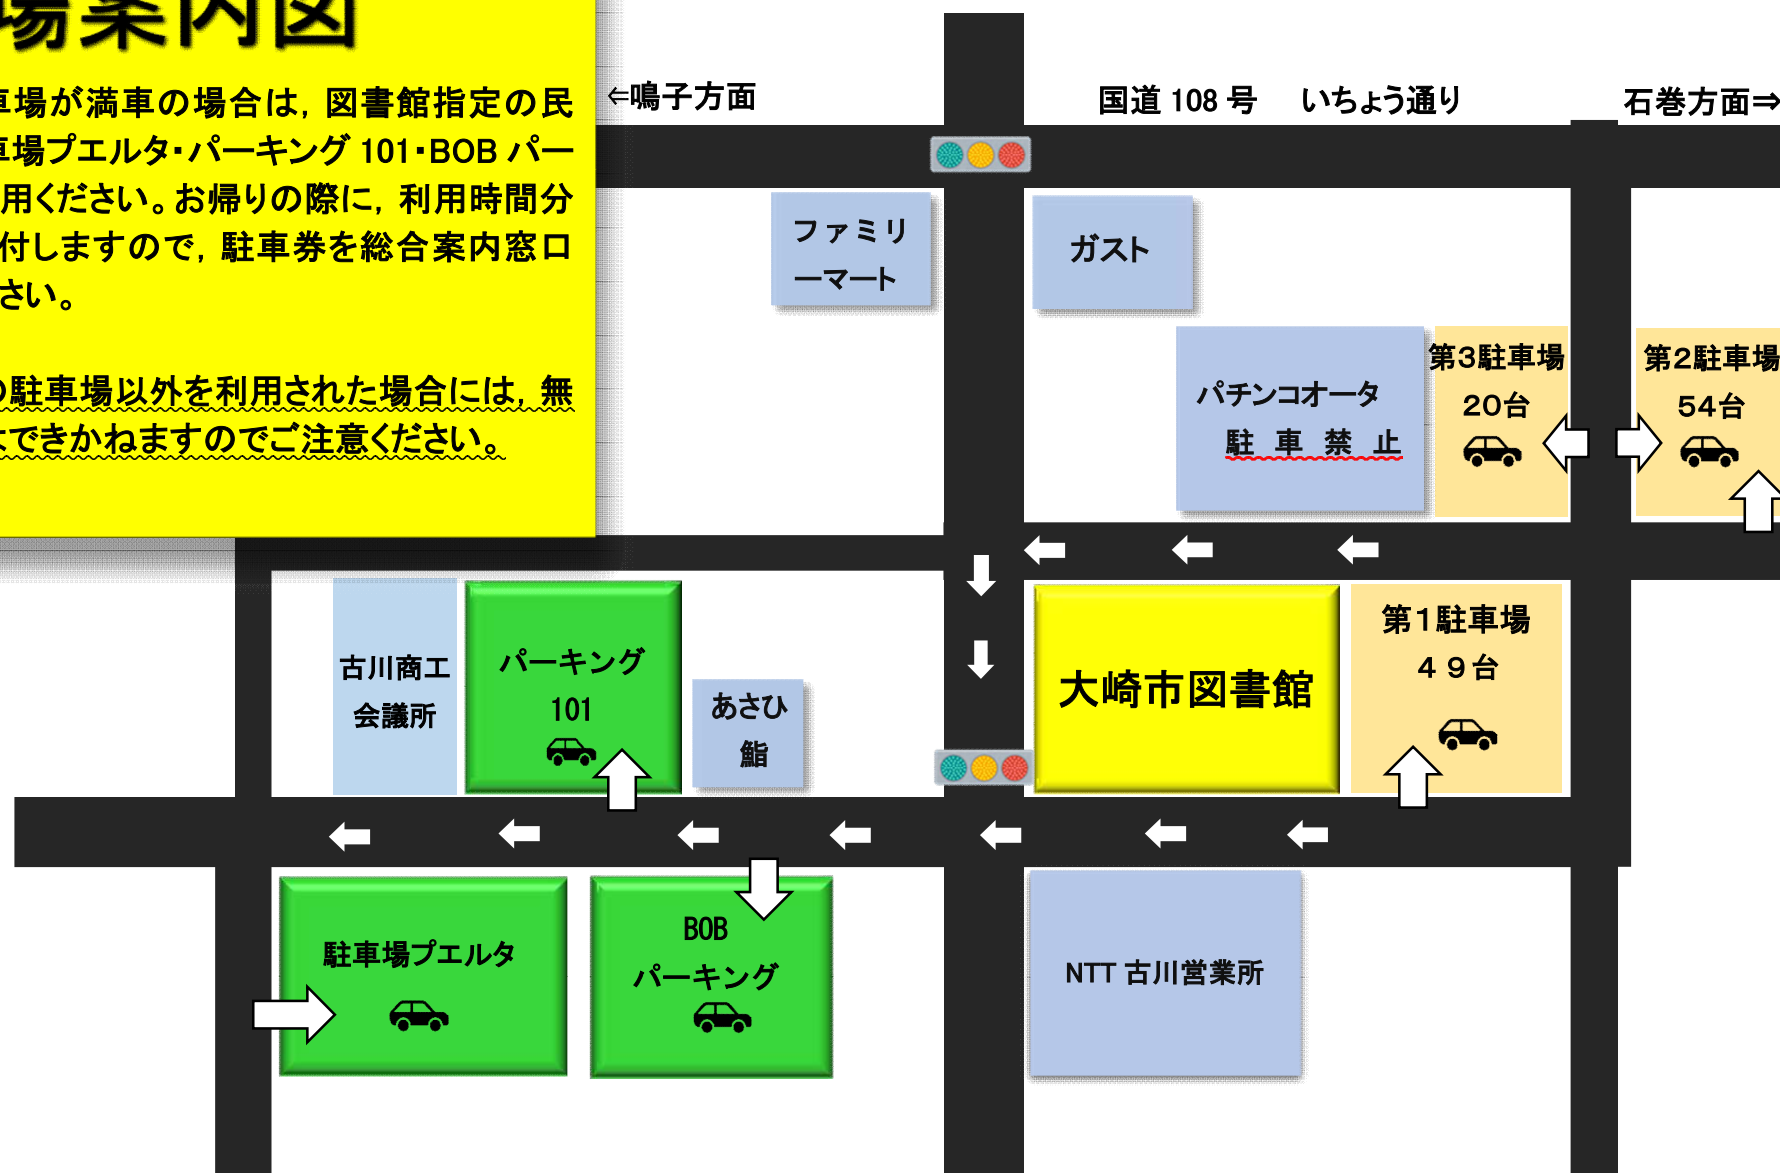 場案内図
車場が満車の場合は，図書館指定の民
車場プエルタ・パーキング 101・BOB パー
用ください。お帰りの際に，利用時間分
付しますので，駐車券を総合案内窓口
さい。
の駐車場以外を利用された場合には，無
はできかねますのでご注意ください。
⇐鳴子方面
国道 108 号　いちょう通り
石巻方面⇒
ファミリ
ーマート
ガスト
パチンコオータ
駐 車 禁 止
第3駐車場
20台
第2駐車場
54台
古川商工
会議所
パーキング
101
あさひ
鮨
大崎市図書館
第1駐車場
４９台
駐車場プエルタ
BOB
パーキング
NTT 古川営業所